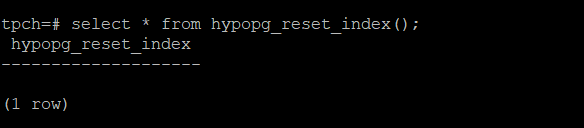 tpch=# select * from hypopg_reset_index();
 hypopg_reset_index
--------------------
(1 row)